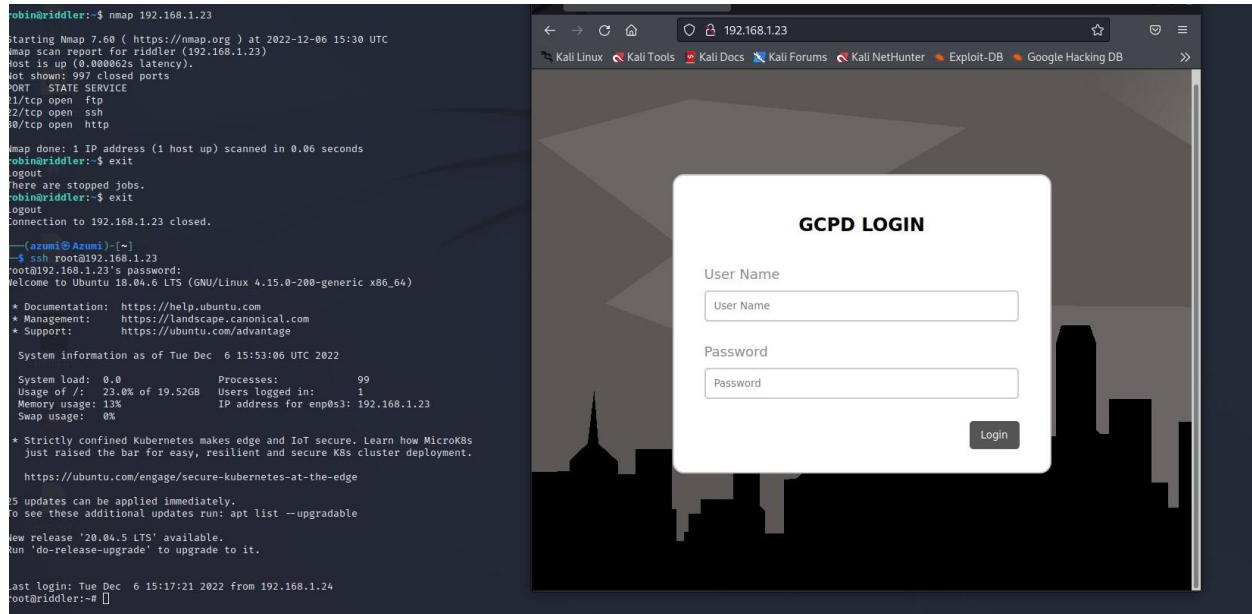 robin@riddler:~$ nmap 192.168.1.23
Starting Nmap 7.60 ( https://nmap.org ) at 2022-12-06 15:30 UTC
Nmap scan report for riddler (192.168.1.23)
Host is up (0.000062s latency).
Not shown: 997 closed ports
PORT   STATE SERVICE
21/tcp open  ftp
22/tcp open  ssh
80/tcp open  http
Nmap done: 1 IP address (1 host up) scanned in 0.06 seconds
robin@riddler:~$ exit
logout
There are stopped jobs.
robin@riddler:~$ exit
logout
Connection to 192.168.1.23 closed.
(azumi㉿Azumi)-[~]
$ ssh root@192.168.1.23
root@192.168.1.23's password:
Welcome to Ubuntu 18.04.6 LTS (GNU/Linux 4.15.0-200-generic x86_64)
* Documentation:  https://help.ubuntu.com
* Management:     https://landscape.canonical.com
* Support:        https://ubuntu.com/advantage
System information as of Tue Dec  6 15:53:06 UTC 2022
System load:  0.0               Processes:             99
Usage of /:   23.0% of 19.52GB   Users logged in:       1
Memory usage: 13%               IP address for enp0s3: 192.168.1.23
Swap usage:   0%
* Strictly confined Kubernetes makes edge and IoT secure. Learn how MicroK8s
just raised the bar for easy, resilient and secure K8s cluster deployment.
https://ubuntu.com/engage/secure-kubernetes-at-the-edge
25 updates can be applied immediately.
To see these additional updates run: apt list --upgradable
New release '20.04.5 LTS' available.
Run 'do-release-upgrade' to upgrade to it.
Last login: Tue Dec  6 15:17:21 2022 from 192.168.1.24
root@riddler:~#
192.168.1.23
Kali Linux Kali Tools Kali Docs Kali Forums Kali NetHunter Exploit-DB Google Hacking DB
GCPD LOGIN
User Name
User Name
Password
Password
Login